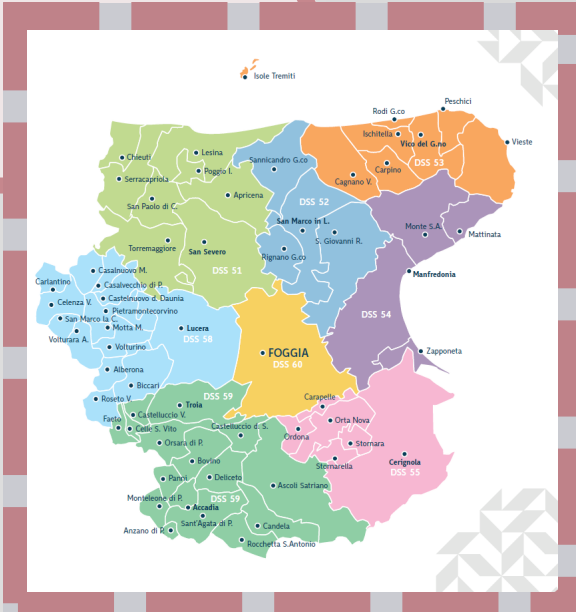 Isole Tremiti
Peschici
Rodi G.co
Ischitella
Vico del G.no
Vieste
DSS 53
Carpino
Cagnano V.
Lesina
Chieuti
Poggio I.
Sannicandro G.co
Serracapriola
Apricena
San Paolo di C.
DSS 52
San Marco in L.
S. Giovanni R.
Rignano G.co
Monte S.A.
Mattinata
Torremaggiore
San Severo
DSS 51
Manfredonia
Casalnuovo M.
Carlantino
Casalvecchio di P.
Castelnuovo d. Daunia
Celenza V.
Pietramontecorvino
San Marco la C.
Motta M.
Volturara A.
Lucera
DSS 58
DSS 54
Volturino
FOGGIA
DSS 60
Zapponeta
Alberona
Biccari
Roseto V.
DSS 59
Troia
Carapelle
Castelluccio V.
Faeto
Celle S. Vito
Castelluccio d. S.
Orta Nova
Ordona
Orsara di P.
Stornara
Bovino
Stornarella
Cerignola
DSS 55
Panni
Deliceto
Ascoli Satriano
Monteleone di P.
DSS 59
Accadia
Sant'Agata di P.
Anzano di P.
Candela
Rocchetta S.Antonio